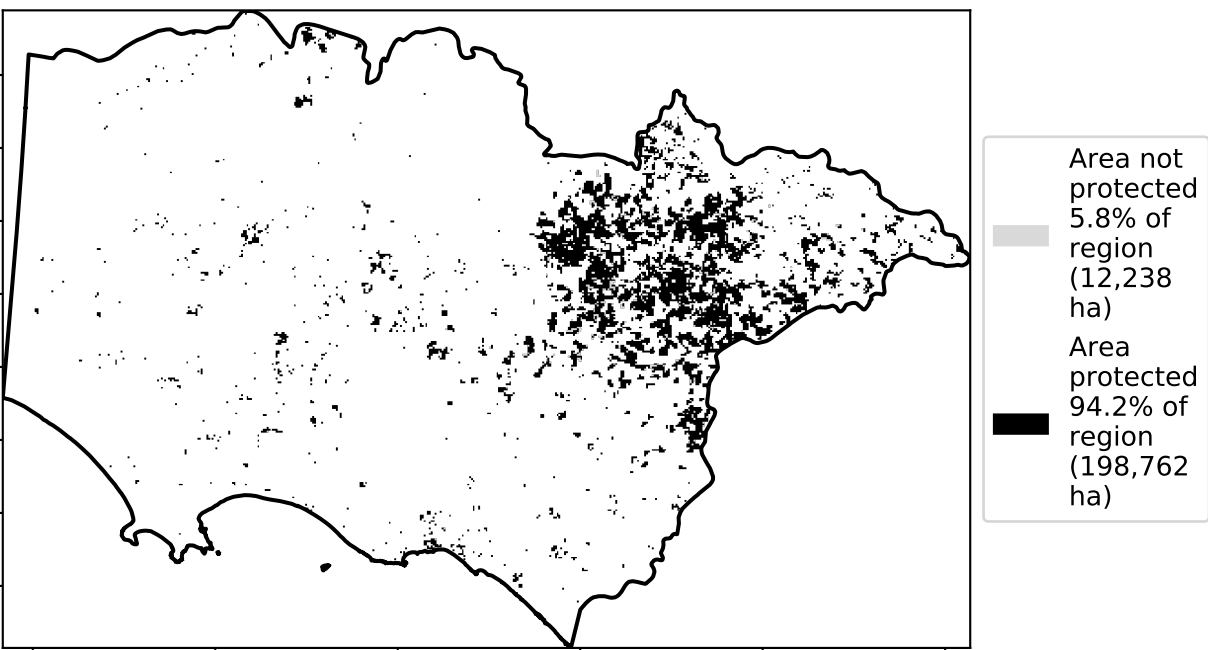 Area not
protected
5.8% of
region
(12,238
ha)
Area
protected
94.2% of
region
(198,762
ha)